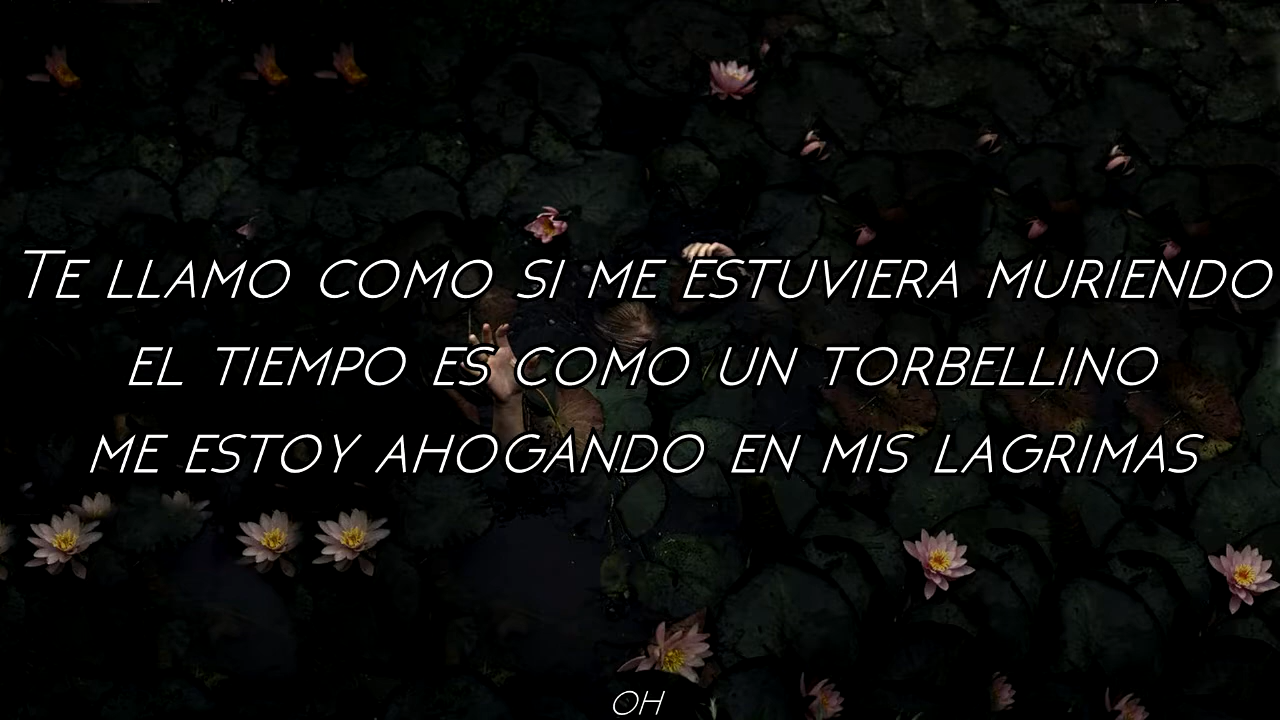 Te llamo como si me estuviera muriendo
el tiempo es como un torbellino
me estoy ahogando en mis lagrimas
oh